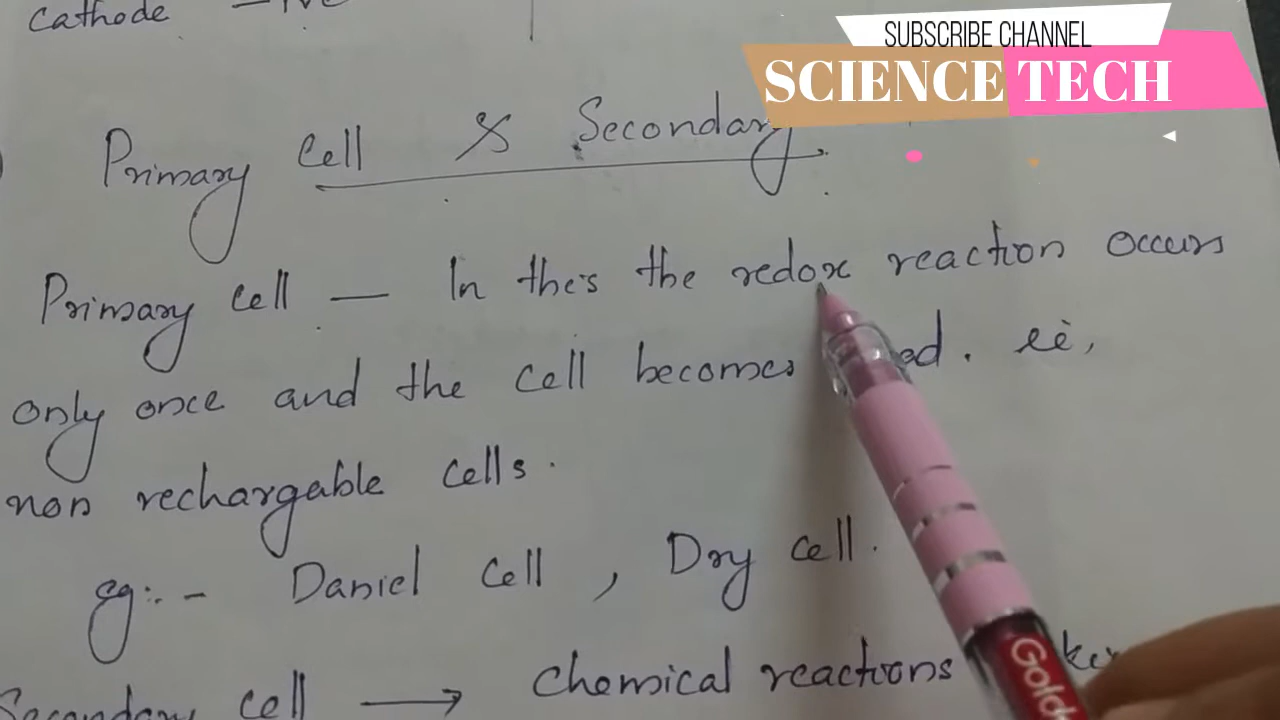 cathode
SUBSCRIBE CHANNEL
SCIENCE TECH
Primary Cell & Secondary
Primary Cell — In this the redox reaction occurs
only once and the cell becomes ie,
non rechargable cells.
eg:- Daniel cell , Dry cell.
Secondary cell → Chemical reactions
Gold